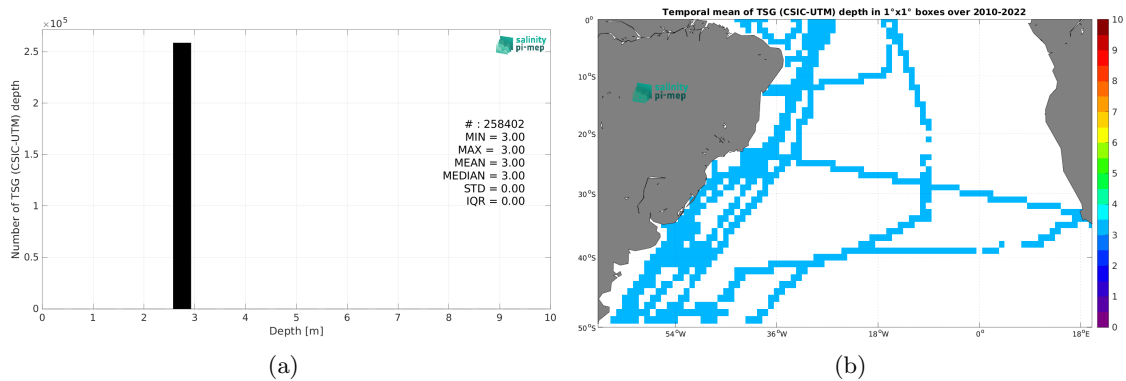 ×10⁵
2.5
2
1.5
1
0.5
0
Number of TSG (CSIC-UTM) depth
0 1 2 3 4 5 6 7 8 9 10
Depth [m]
salinity
pi-mep
# : 258402
MIN = 3.00
MAX = 3.00
MEAN = 3.00
MEDIAN = 3.00
STD = 0.00
IQR = 0.00
(a)
Temporal mean of TSG (CSIC-UTM) depth in 1°x1° boxes over 2010-2022
0°
10°S
20°S
30°S
40°S
50°S
salinity
pi-mep
54°W 36°W 18°W 0° 18°E
10
9
8
7
6
5
4
3
2
1
0
(b)